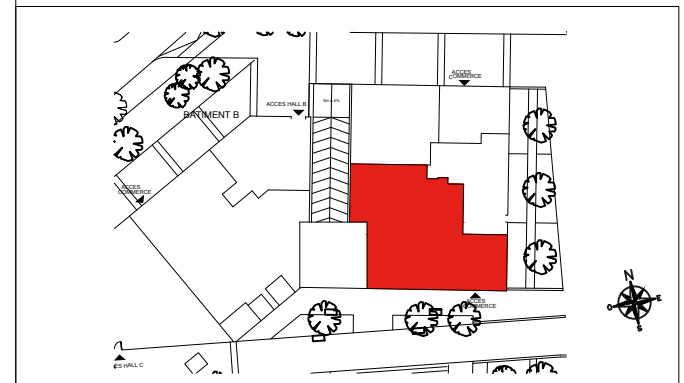 ACCES
COMMERCE
ACCES HALL B
BATIMENT B
ACCES
COMMERCE
N
E
O
S
ACCES
COMMERCE
ES HALL C